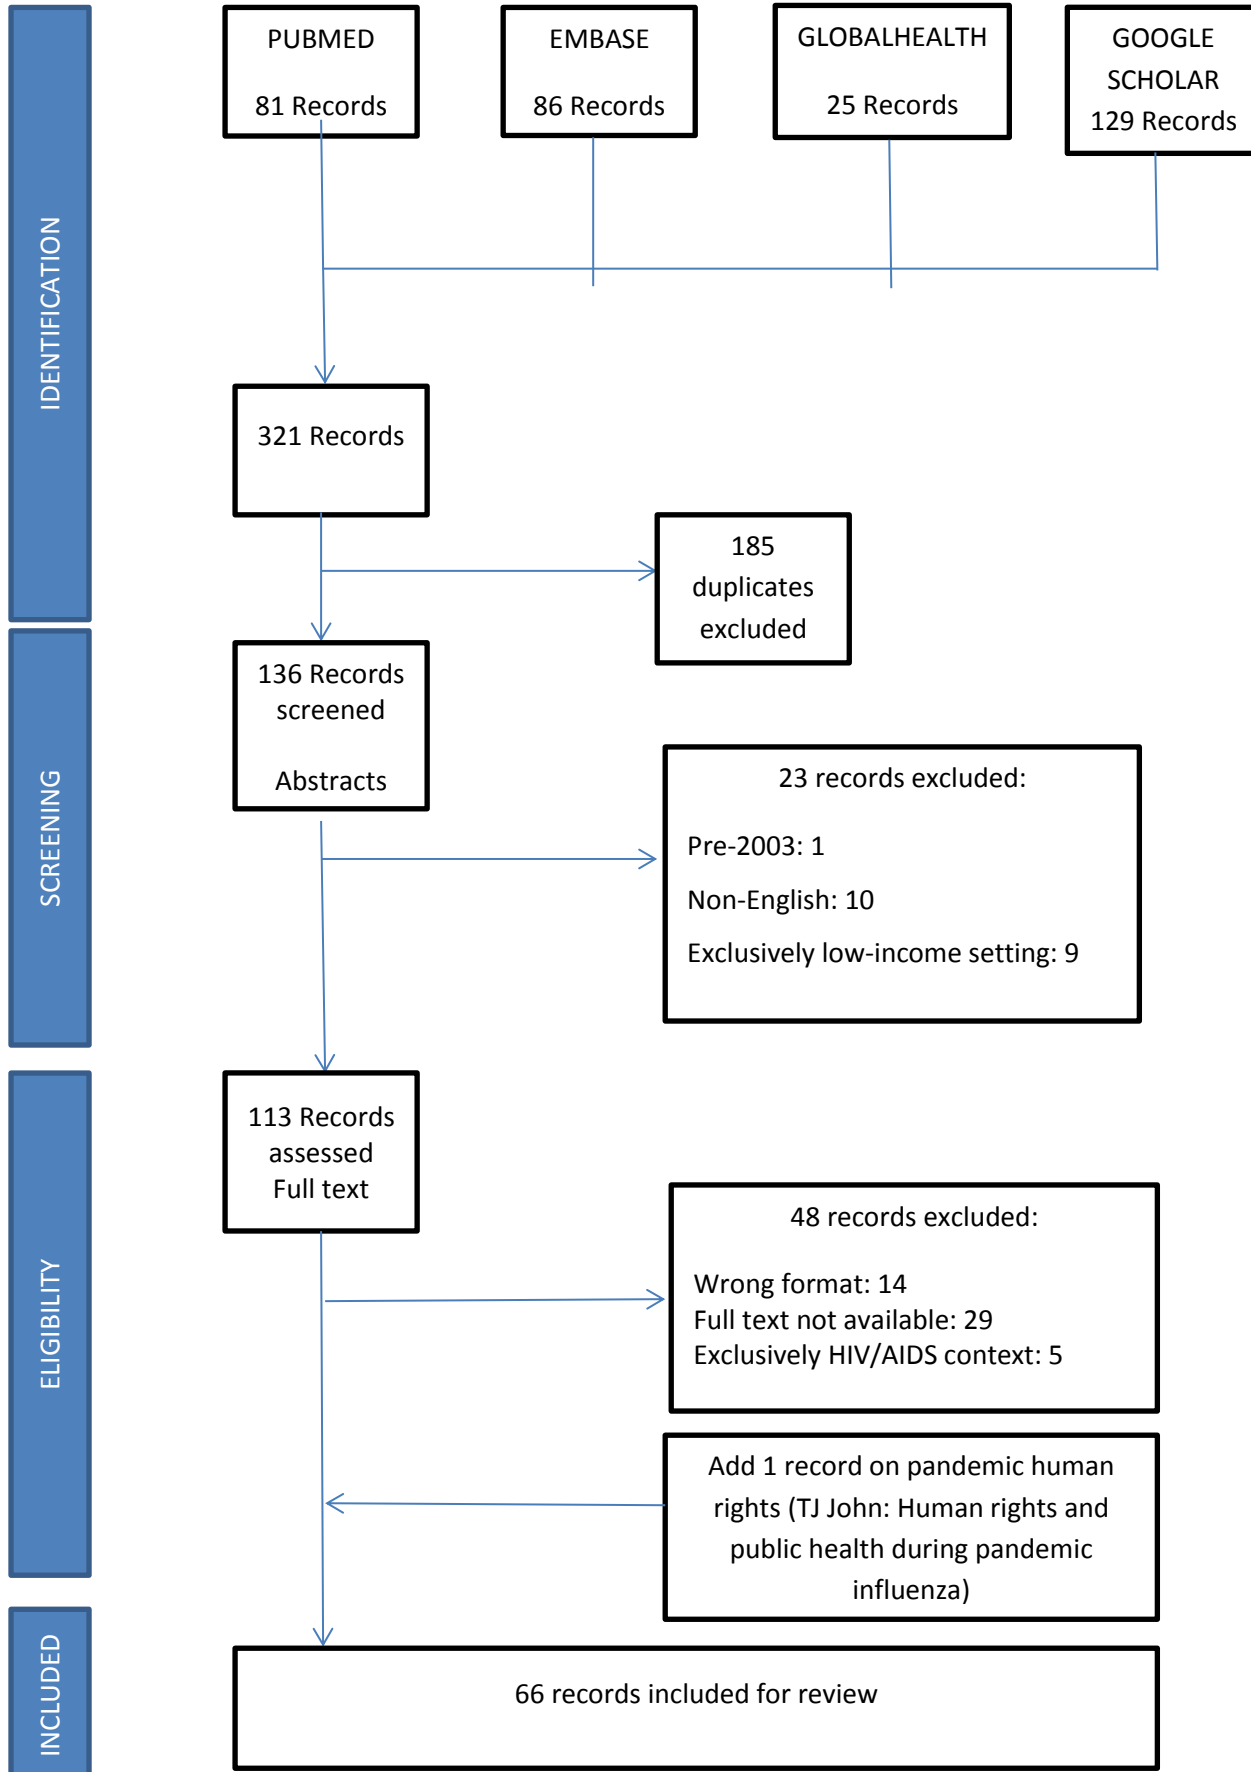 IDENTIFICATION
PUBMED
81 Records
EMBASE
86 Records
GLOBALHEALTH
25 Records
GOOGLE
SCHOLAR
129 Records
321 Records
185
duplicates
excluded
SCREENING
136 Records
screened
Abstracts
23 records excluded:
Pre-2003: 1
Non-English: 10
Exclusively low-income setting: 9
ELIGIBILITY
113 Records
assessed
Full text
48 records excluded:
Wrong format: 14
Full text not available: 29
Exclusively HIV/AIDS context: 5
Add 1 record on pandemic human
rights (TJ John: Human rights and
public health during pandemic
influenza)
INCLUDED
66 records included for review